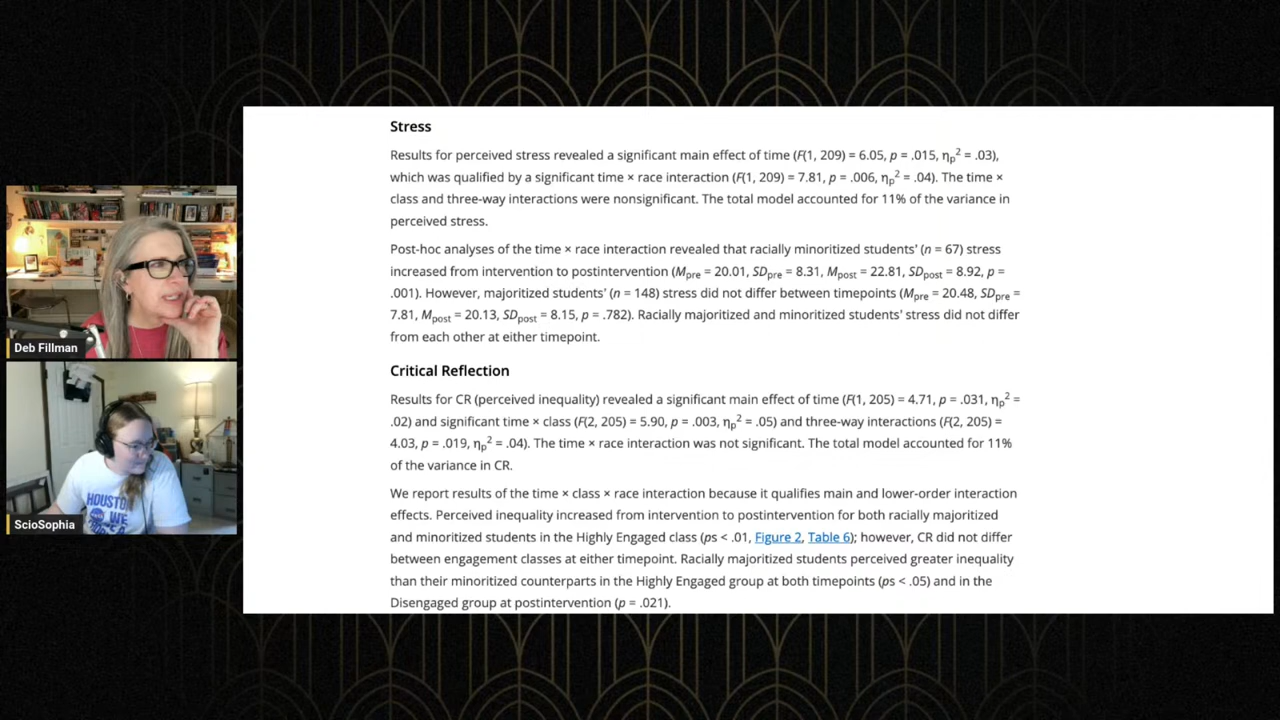 Stress
Results for perceived stress revealed a significant main effect of time (F(1, 209) = 6.05, p = .015, ηp² = .03),
which was qualified by a significant time × race interaction (F(1, 209) = 7.81, p = .006, ηp² = .04). The time ×
class and three-way interactions were nonsignificant. The total model accounted for 11% of the variance in
perceived stress.
Post-hoc analyses of the time × race interaction revealed that racially minoritized students' (n = 67) stress
increased from intervention to postintervention (Mpre = 20.01, SDpre = 8.31, Mpost = 22.81, SDpost = 8.92, p =
.001). However, majoritized students' (n = 148) stress did not differ between timepoints (Mpre = 20.48, SDpre =
7.81, Mpost = 20.13, SDpost = 8.15, p = .782). Racially majoritized and minoritized students' stress did not differ
from each other at either timepoint.
Critical Reflection
Results for CR (perceived inequality) revealed a significant main effect of time (F(1, 205) = 4.71, p = .031, ηp² =
.02) and significant time × class (F(2, 205) = 5.90, p = .003, ηp² = .05) and three-way interactions (F(2, 205) =
4.03, p = .019, ηp² = .04). The time × race interaction was not significant. The total model accounted for 11%
of the variance in CR.
We report results of the time × class × race interaction because it qualifies main and lower-order interaction
effects. Perceived inequality increased from intervention to postintervention for both racially majoritized
and minoritized students in the Highly Engaged class (ps < .01, Figure 2, Table 6); however, CR did not differ
between engagement classes at either timepoint. Racially majoritized students perceived greater inequality
than their minoritized counterparts in the Highly Engaged group at both timepoints (ps < .05) and in the
Disengaged group at postintervention (p = .021).
Deb Fillman
HOUSTON
WE
ScioSophia